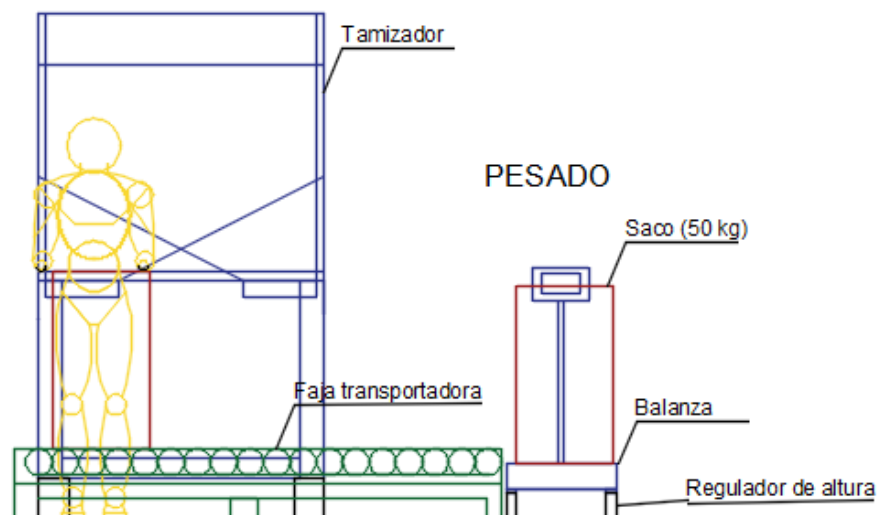 Tamizador
PESADO
Saco (50 kg)
Faja transportadora
Balanza
Regulador de altura